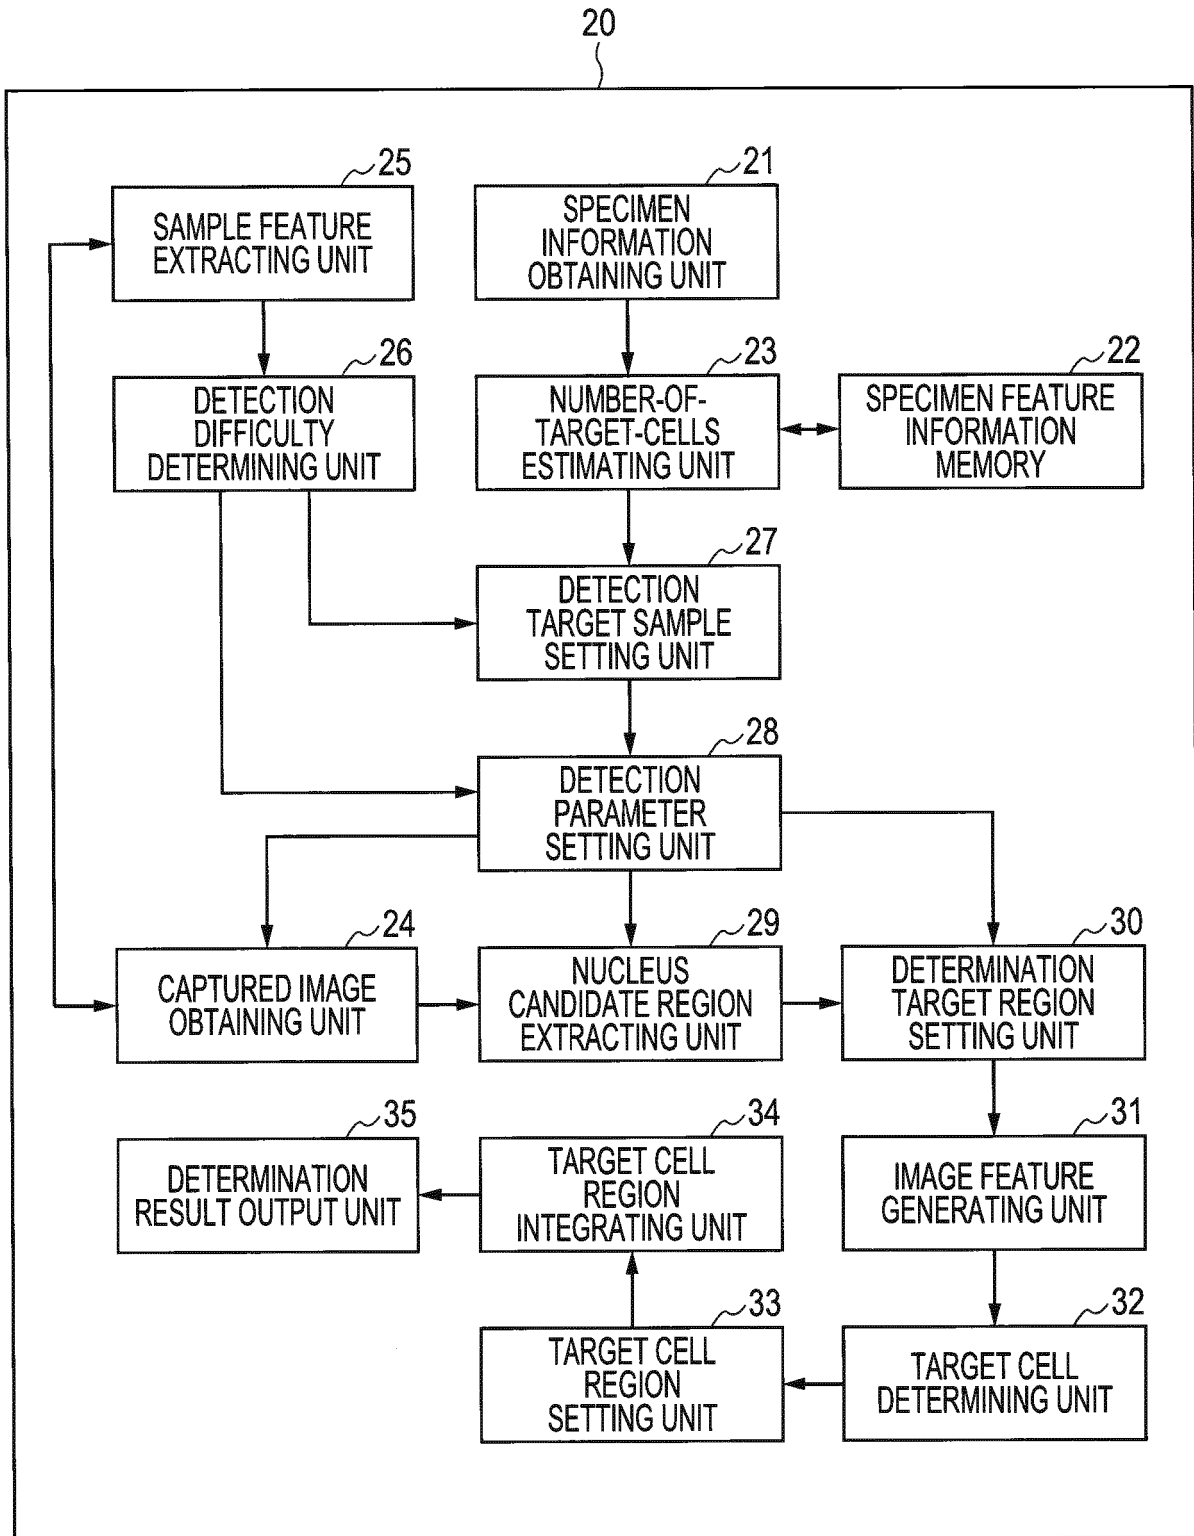 20
25
SAMPLE FEATURE
EXTRACTING UNIT
21
SPECIMEN
INFORMATION
OBTAINING UNIT
26
DETECTION
DIFFICULTY
DETERMINING UNIT
23
NUMBER-OF-
TARGET-CELLS
ESTIMATING UNIT
22
SPECIMEN FEATURE
INFORMATION
MEMORY
27
DETECTION
TARGET SAMPLE
SETTING UNIT
28
DETECTION
PARAMETER
SETTING UNIT
24
CAPTURED IMAGE
OBTAINING UNIT
29
NUCLEUS
CANDIDATE REGION
EXTRACTING UNIT
30
DETERMINATION
TARGET REGION
SETTING UNIT
35
DETERMINATION
RESULT OUTPUT UNIT
34
TARGET CELL
REGION
INTEGRATING UNIT
31
IMAGE FEATURE
GENERATING UNIT
33
TARGET CELL
REGION
SETTING UNIT
32
TARGET CELL
DETERMINING UNIT